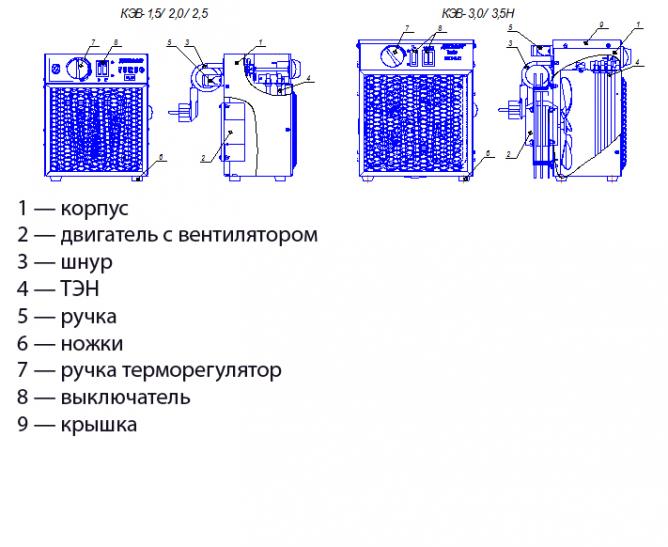 КЭВ- 1,5/ 2,0 / 2,5
КЭВ- 3,0 / 3,5Н
7
8
5
3
1
4
2
6
7
8
5
9
1
3
4
2
6
1 — корпус
2 — двигатель с вентилятором
3 — шнур
4 — ТЭН
5 — ручка
6 — ножки
7 — ручка терморегулятор
8 — выключатель
9 — крышка